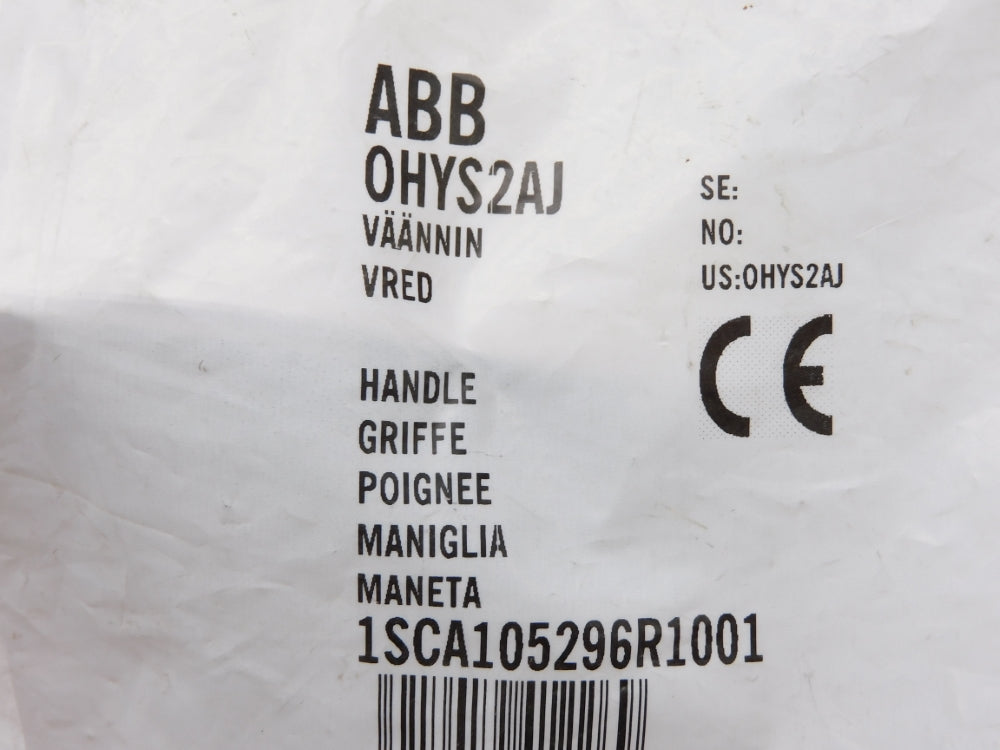 ABB
OHYS2AJ
VÄÄNNIN
VRED
SE:
NO:
US:OHYS2AJ
CE
HANDLE
GRIFFE
POIGNEE
MANIGLIA
MANETA
1SCA105296R1001